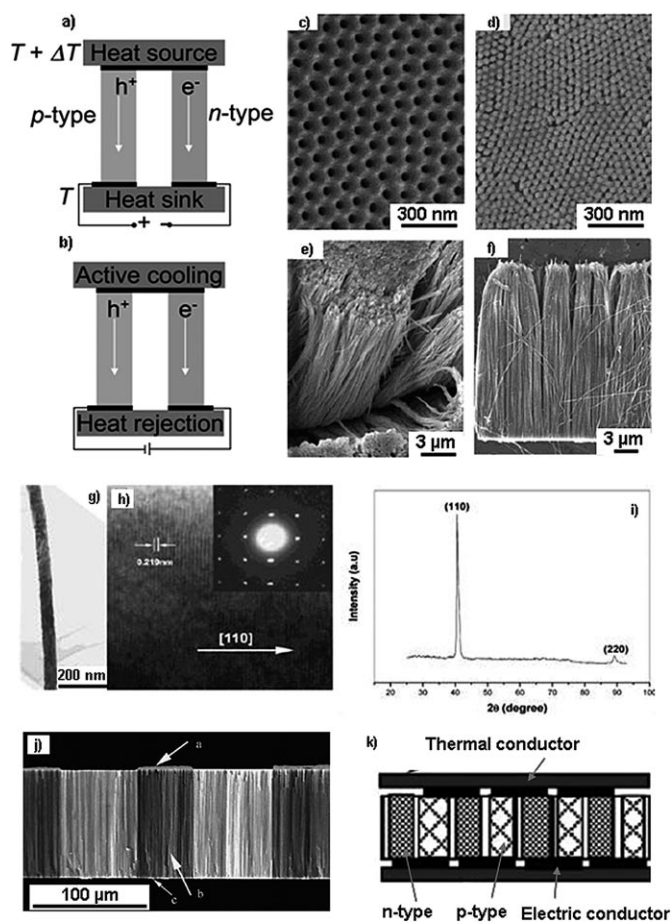 a)
T + ΔT
Heat source
h+
e-
p-type
n-type
T
Heat sink
+ -
b)
Active cooling
h+
e-
Heat rejection
c)
300 nm
d)
300 nm
e)
3 µm
f)
3 µm
g)
200 nm
h)
0.219nm
[110]
i)
(110)
(220)
Intensity (a.u)
20 30 40 50 60 70 80 90 100
2θ (degree)
j)
a
b
c
100 µm
k)
Thermal conductor
n-type
p-type
Electric conductor